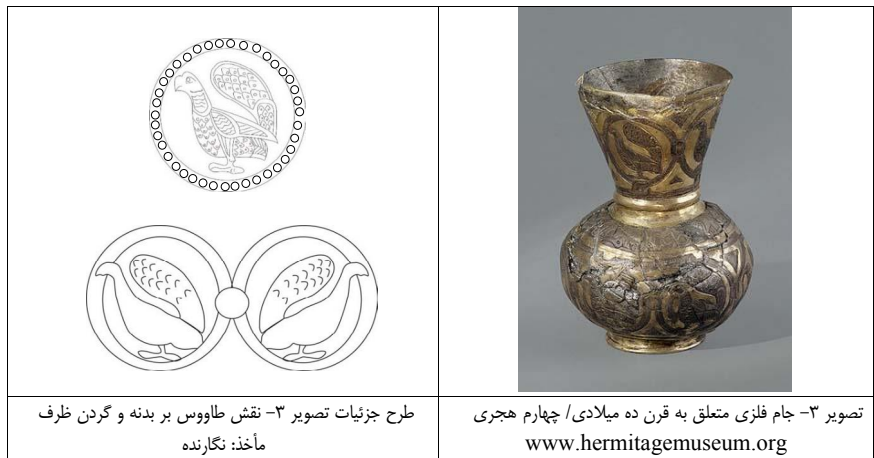 تصویر ۳- جام فلزی متعلق به قرن ده میلادی/ چهارم هجری
www.hermitagemuseum.org
طرح جزئیات تصویر ۳- نقش طاووس بر بدنه و گردن ظرف
مأخذ: نگارنده